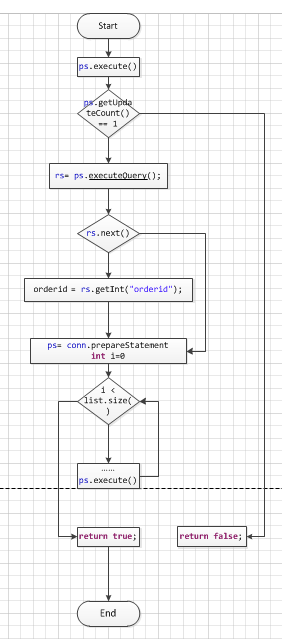 Start
ps.execute()
ps.getUpda
teCount()
== 1
rs= ps.executeQuery();
rs.next()
orderid = rs.getInt("orderid");
ps= conn.prepareStatement
int i=0
i <
list.size(
)
……
ps.execute()
return true;
return false;
End